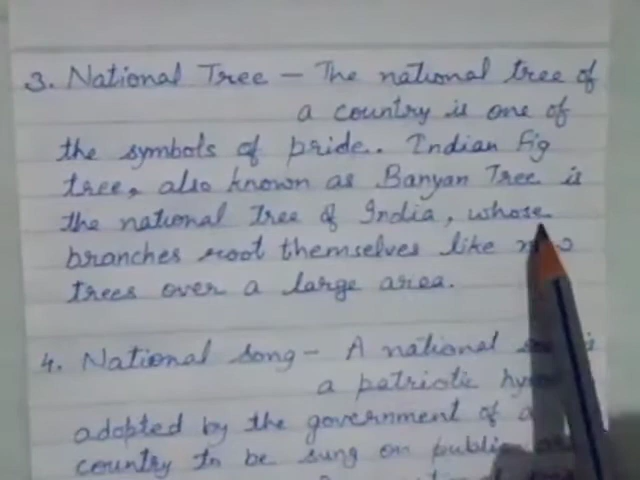 3. National Tree – The national tree of
a country is one of
the symbols of pride. Indian Fig
tree, also known as Banyan Tree is
the national Tree of India, whose
branches root themselves like
trees over a large area.
4. National Song – A national
a patriotic
adopted by the government of a
country to be sung on public